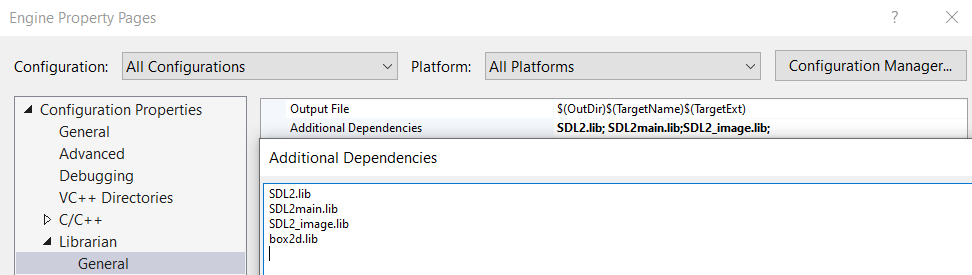 Engine Property Pages
Configuration: All Configurations Platform: All Platforms Configuration Manager...
Configuration Properties
General
Advanced
Debugging
VC++ Directories
C/C++
Librarian
General
Output File $(OutDir)$(TargetName)$(TargetExt)
Additional Dependencies SDL2.lib; SDL2main.lib;SDL2_image.lib;
Additional Dependencies
SDL2.lib
SDL2main.lib
SDL2_image.lib
box2d.lib